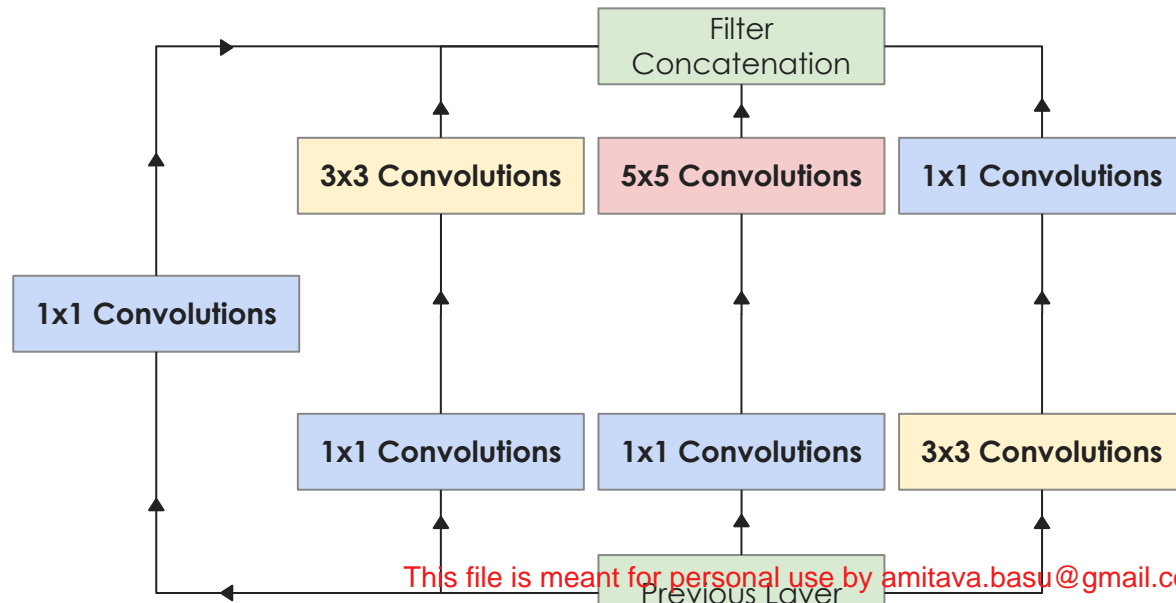 Filter
Concatenation
3x3 Convolutions
5x5 Convolutions
1x1 Convolutions
1x1 Convolutions
1x1 Convolutions
1x1 Convolutions
3x3 Convolutions
This file is meant for personal use by amitava.basu@gmail.co
Previous Layer